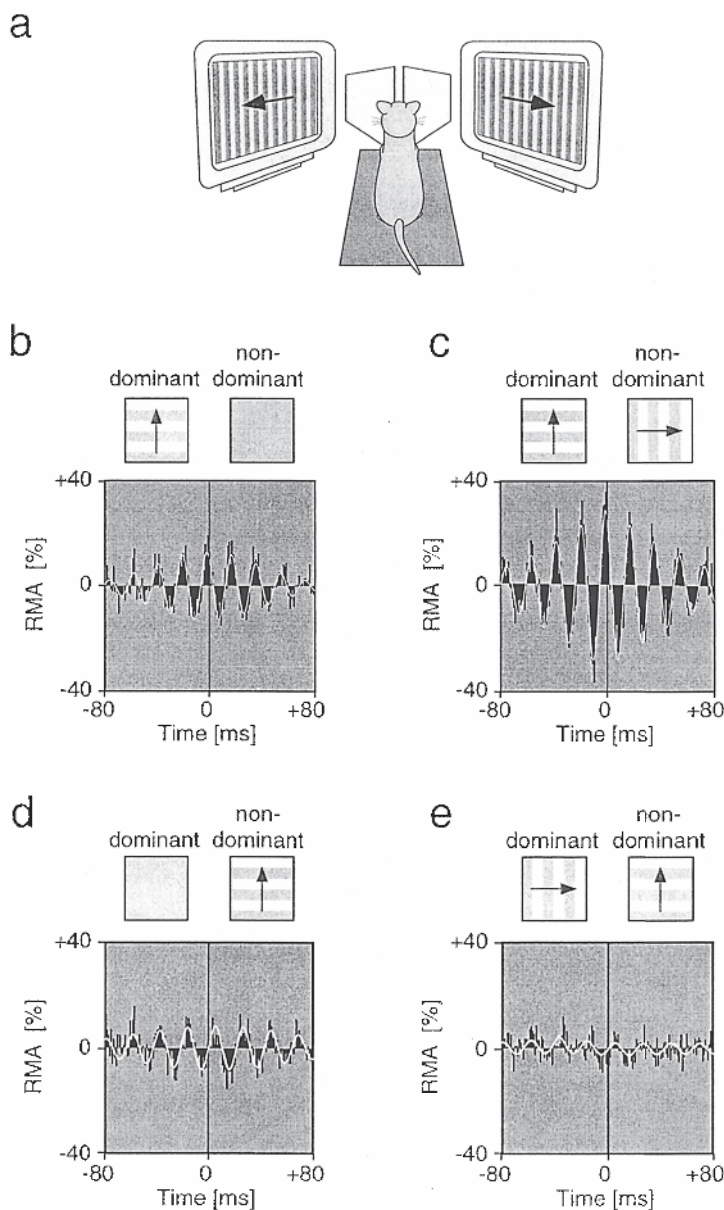 a
b
c
non-
dominant dominant
non-
dominant dominant
+40
0
-40
RMA [%]
-80 0 +80
Time [ms]
+40
0
-40
RMA [%]
-80 0 +80
Time [ms]
d
e
non-
dominant dominant
non-
dominant dominant
+40
0
-40
RMA [%]
-80 0 +80
Time [ms]
+40
0
-40
RMA [%]
-80 0 +80
Time [ms]